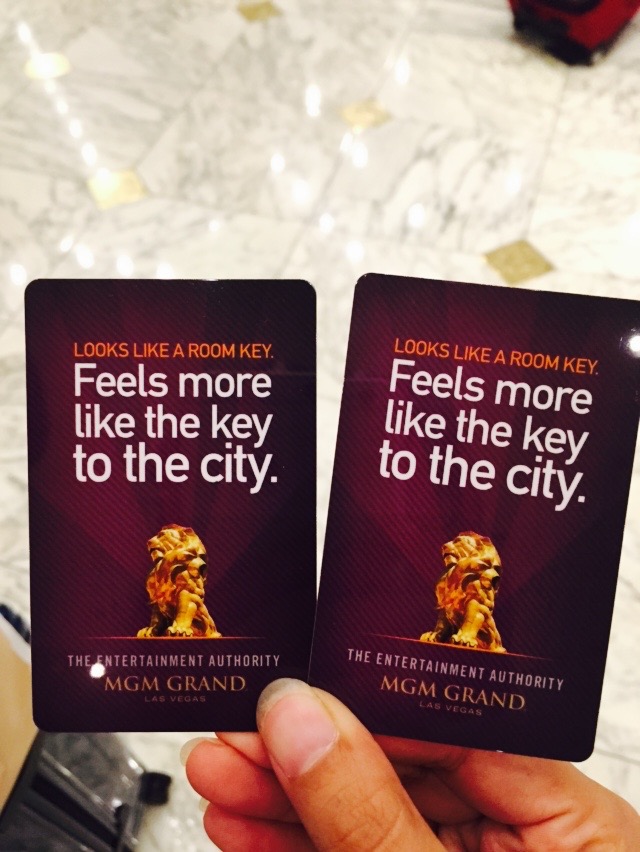 LOOKS LIKE A ROOM KEY.
Feels more
like the key
to the city.
THE ENTERTAINMENT AUTHORITY
MGM GRAND
LAS VEGAS
LOOKS LIKE A ROOM KEY.
Feels more
like the key
to the city.
THE ENTERTAINMENT AUTHORITY
MGM GRAND
LAS VEGAS